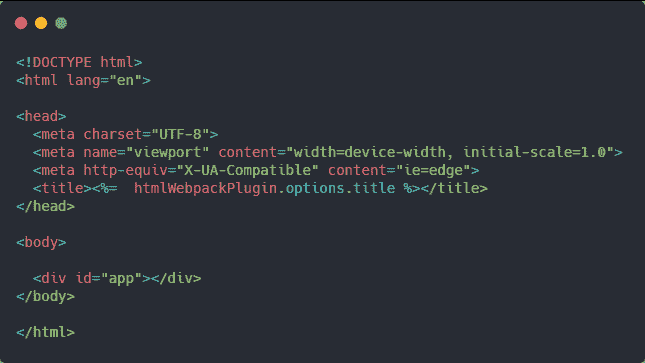 <!DOCTYPE html>
<html lang="en">
<head>
<meta charset="UTF-8">
<meta name="viewport" content="width=device-width, initial-scale=1.0">
<meta http-equiv="X-UA-Compatible" content="ie=edge">
<title><%=  htmlWebpackPlugin.options.title %></title>
</head>
<body>
<div id="app"></div>
</body>
</html>